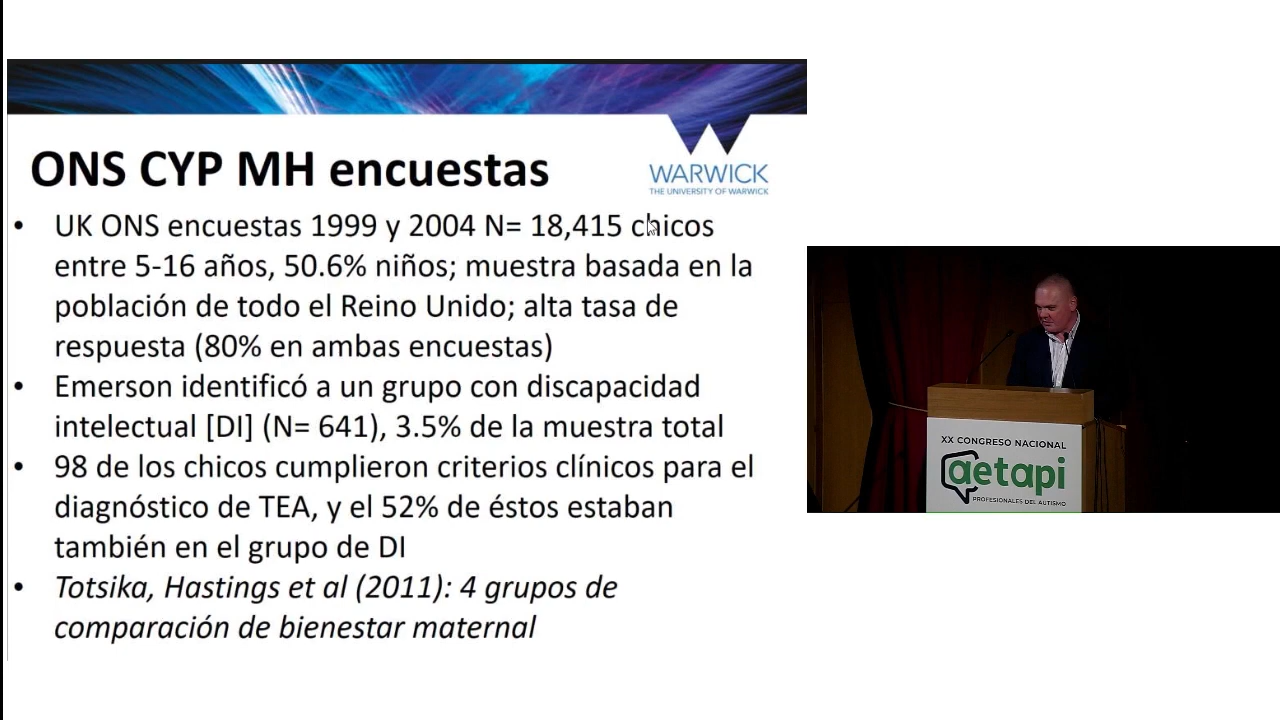 ONS CYP MH encuestas
WARWICK
THE UNIVERSITY OF WARWICK
• UK ONS encuestas 1999 y 2004 N= 18,415 chicos
entre 5-16 años, 50.6% niños; muestra basada en la
población de todo el Reino Unido; alta tasa de
respuesta (80% en ambas encuestas)
• Emerson identificó a un grupo con discapacidad
intelectual [DI] (N= 641), 3.5% de la muestra total
• 98 de los chicos cumplieron criterios clínicos para el
diagnóstico de TEA, y el 52% de éstos estaban
también en el grupo de DI
• Totsika, Hastings et al (2011): 4 grupos de
comparación de bienestar maternal
XX CONGRESO NACIONAL
aetapi
PROFESIONALES DEL AUTISMO